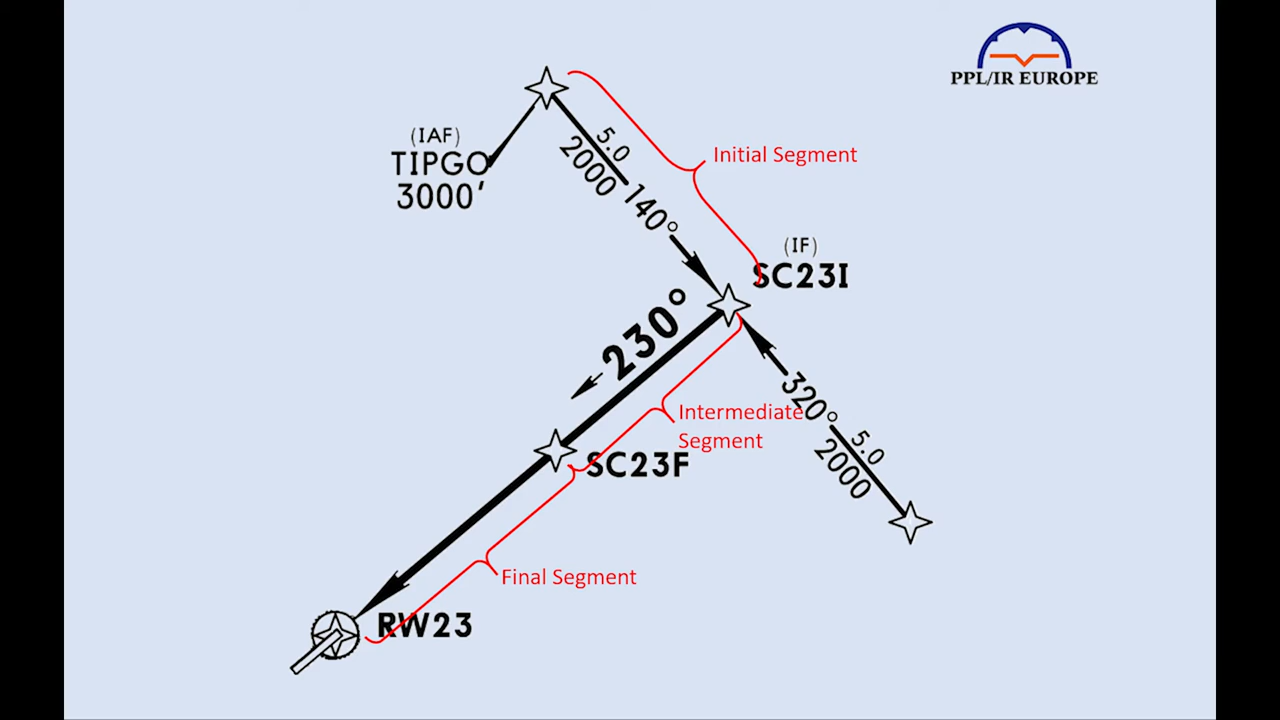 PPL/IR EUROPE
(IAF)
TIPGO
3000'
5.0
2000
140°
Initial Segment
(IF)
SC23I
230°
320°
5.0
2000
Intermediate
Segment
SC23F
Final Segment
RW23